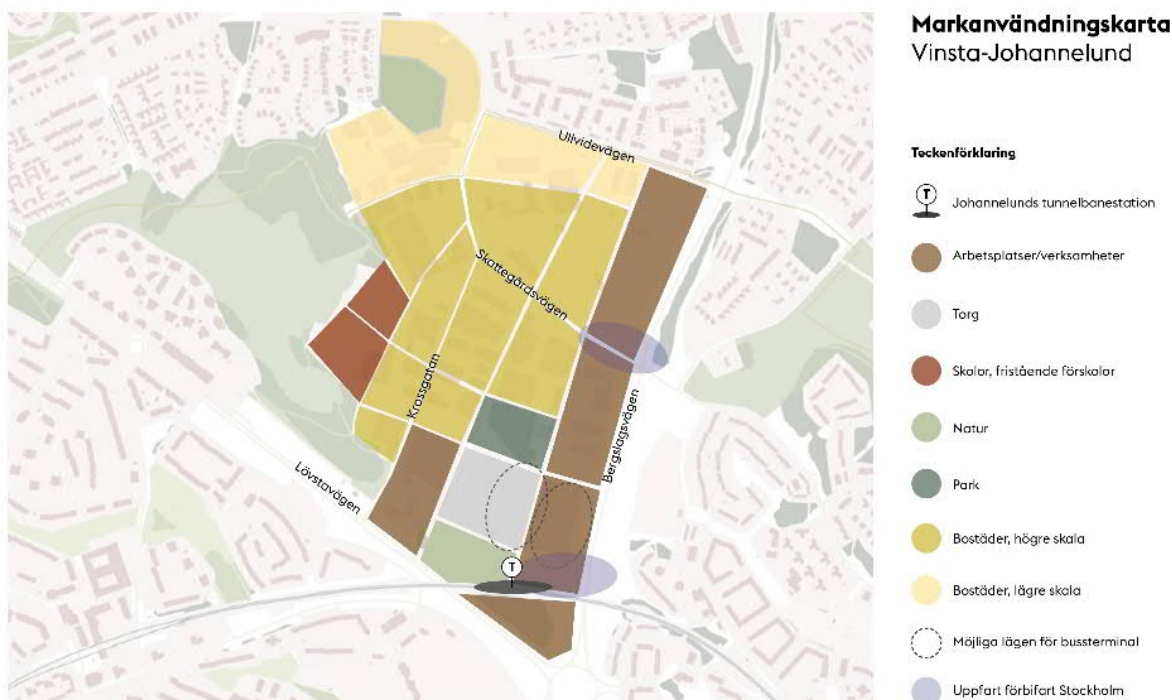 Markanvändningskarta
Vinsta-Johannelund
Teckenförklaring
T
Johannelunds tunnelbanestation
Arbetsplatser/verksamheter
Torg
Skolor, fristående förskolor
Natur
Park
Bostäder, högre skala
Bostäder, lägre skala
Möjliga lägen för bussterminal
Uppfart förbifart Stockholm
Ullvidevägen
Skattegårdsvägen
Krossgatan
Bergslagsvägen
Lövstavägen
T